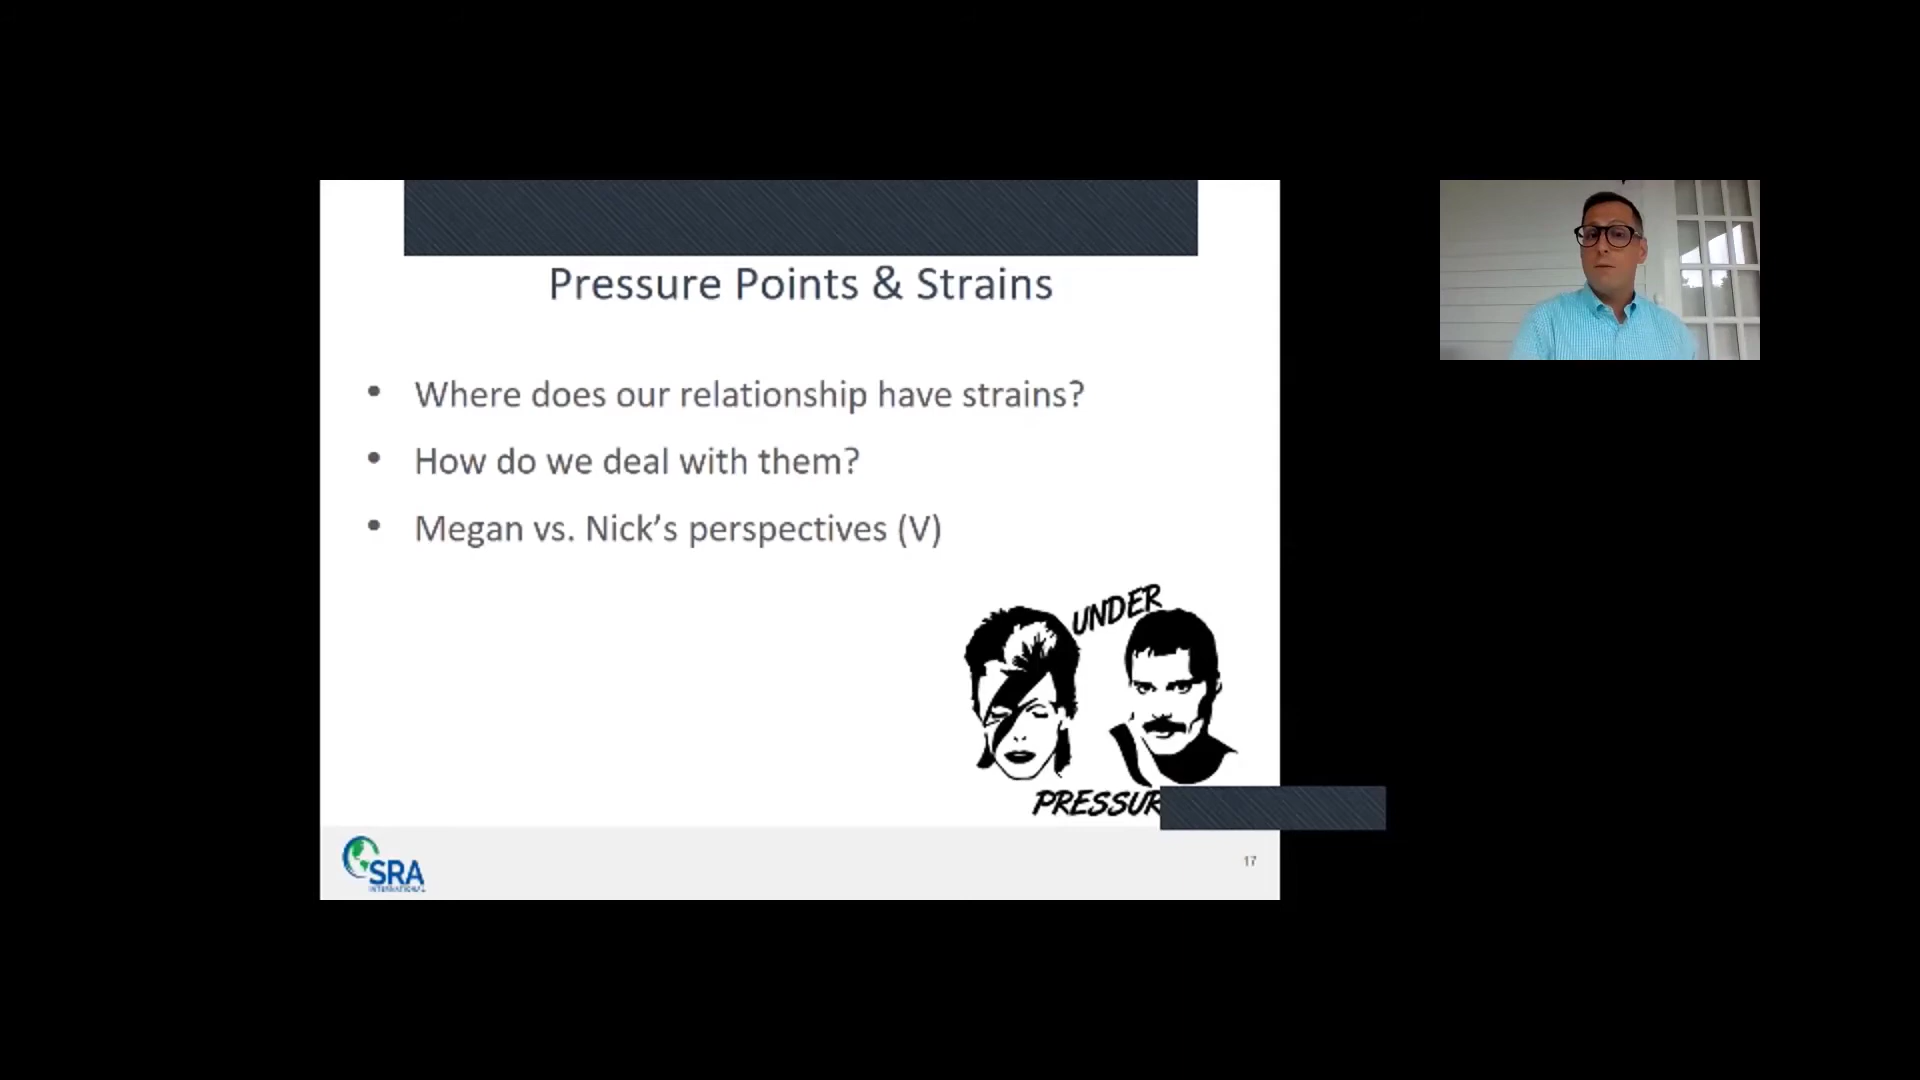 Pressure Points & Strains
• Where does our relationship have strains?
• How do we deal with them?
• Megan vs. Nick's perspectives (V)
UNDER
PRESSUR
SRA
INTERNATIONAL
17